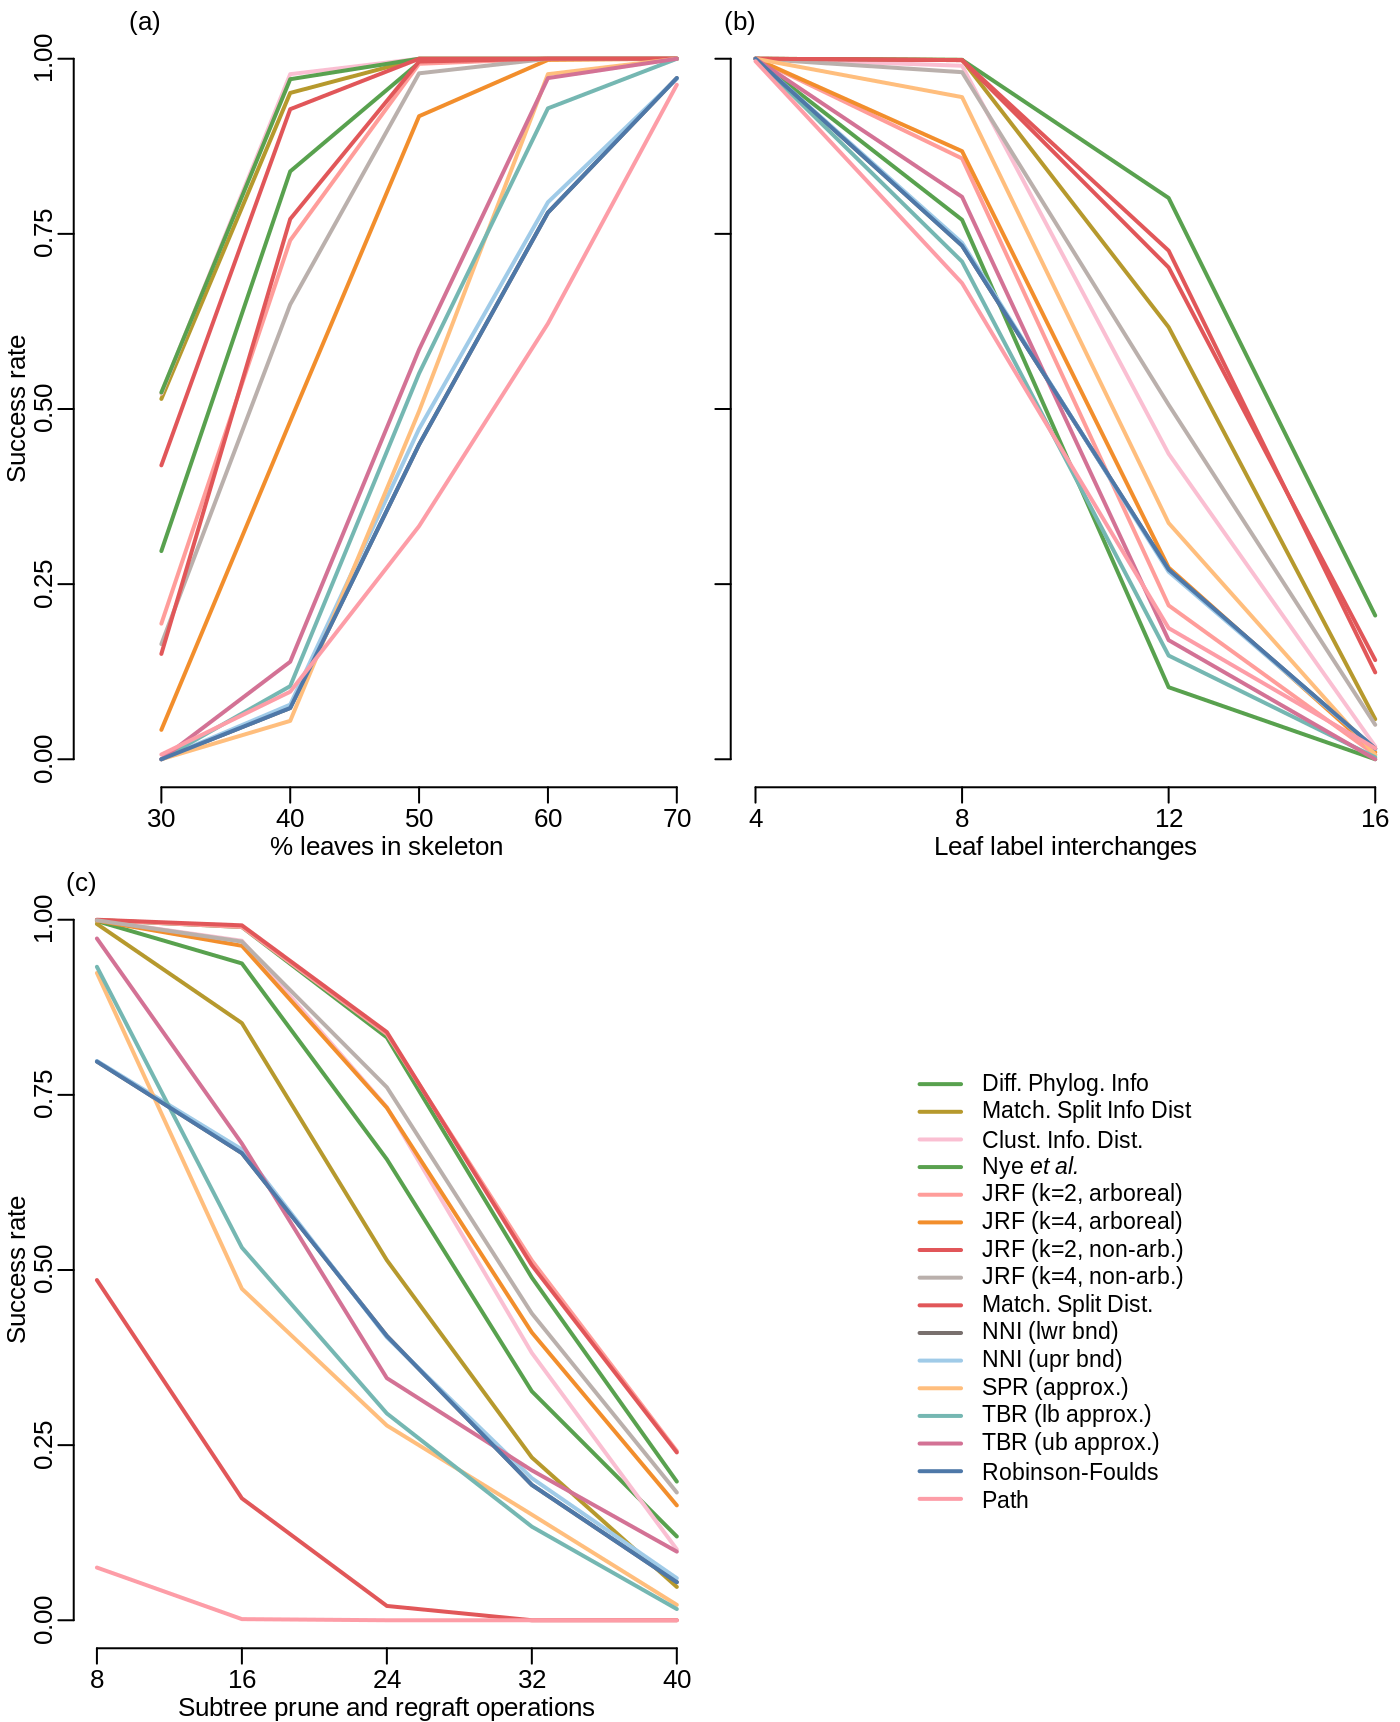 (a)
(b)
1.00
0.75
0.50
0.25
0.00
Success rate
30 40 50 60 70
% leaves in skeleton
4 8 12 16
Leaf label interchanges
(c)
1.00
0.75
0.50
0.25
0.00
Success rate
8 16 24 32 40
Subtree prune and regraft operations
Diff. Phylog. Info
Match. Split Info Dist
Clust. Info. Dist.
Nye et al.
JRF (k=2, arboreal)
JRF (k=4, arboreal)
JRF (k=2, non-arb.)
JRF (k=4, non-arb.)
Match. Split Dist.
NNI (lwr bnd)
NNI (upr bnd)
SPR (approx.)
TBR (lb approx.)
TBR (ub approx.)
Robinson-Foulds
Path